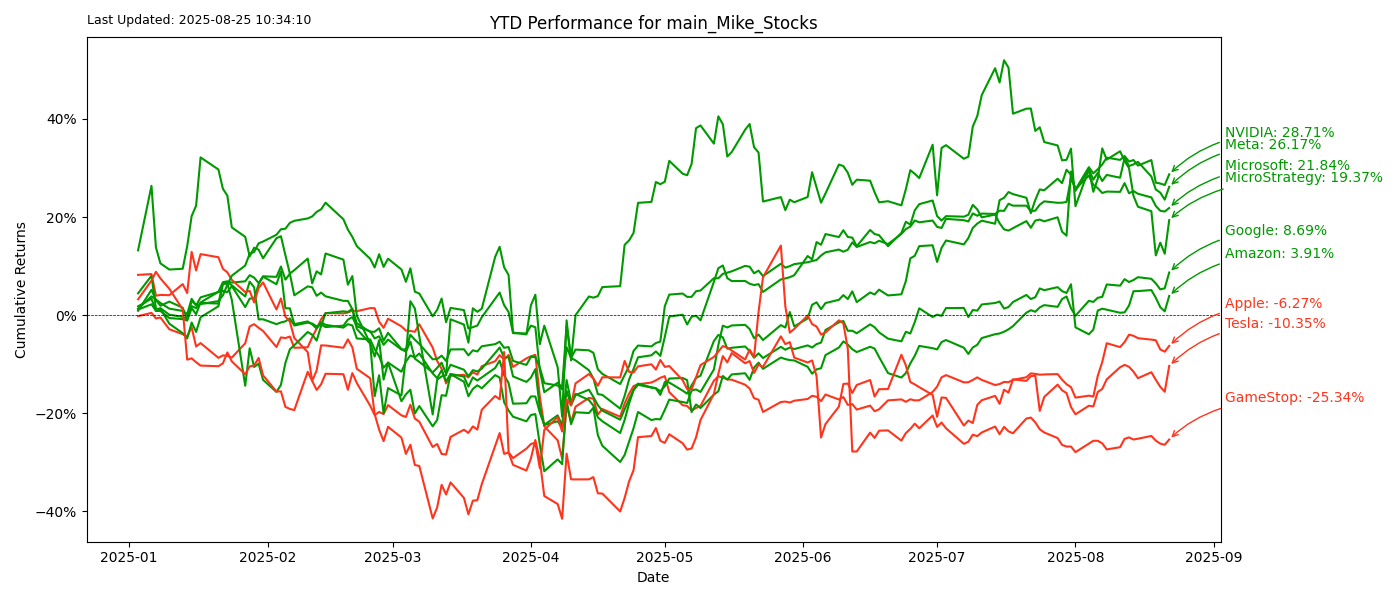 Last Updated: 2025-08-25 10:34:10
YTD Performance for main_Mike_Stocks
Cumulative Returns
40%
20%
0%
−20%
−40%
NVIDIA: 28.71%
Meta: 26.17%
Microsoft: 21.84%
MicroStrategy: 19.37%
Google: 8.69%
Amazon: 3.91%
Apple: -6.27%
Tesla: -10.35%
GameStop: -25.34%
2025-01
2025-02
2025-03
2025-04
2025-05
2025-06
2025-07
2025-08
2025-09
Date